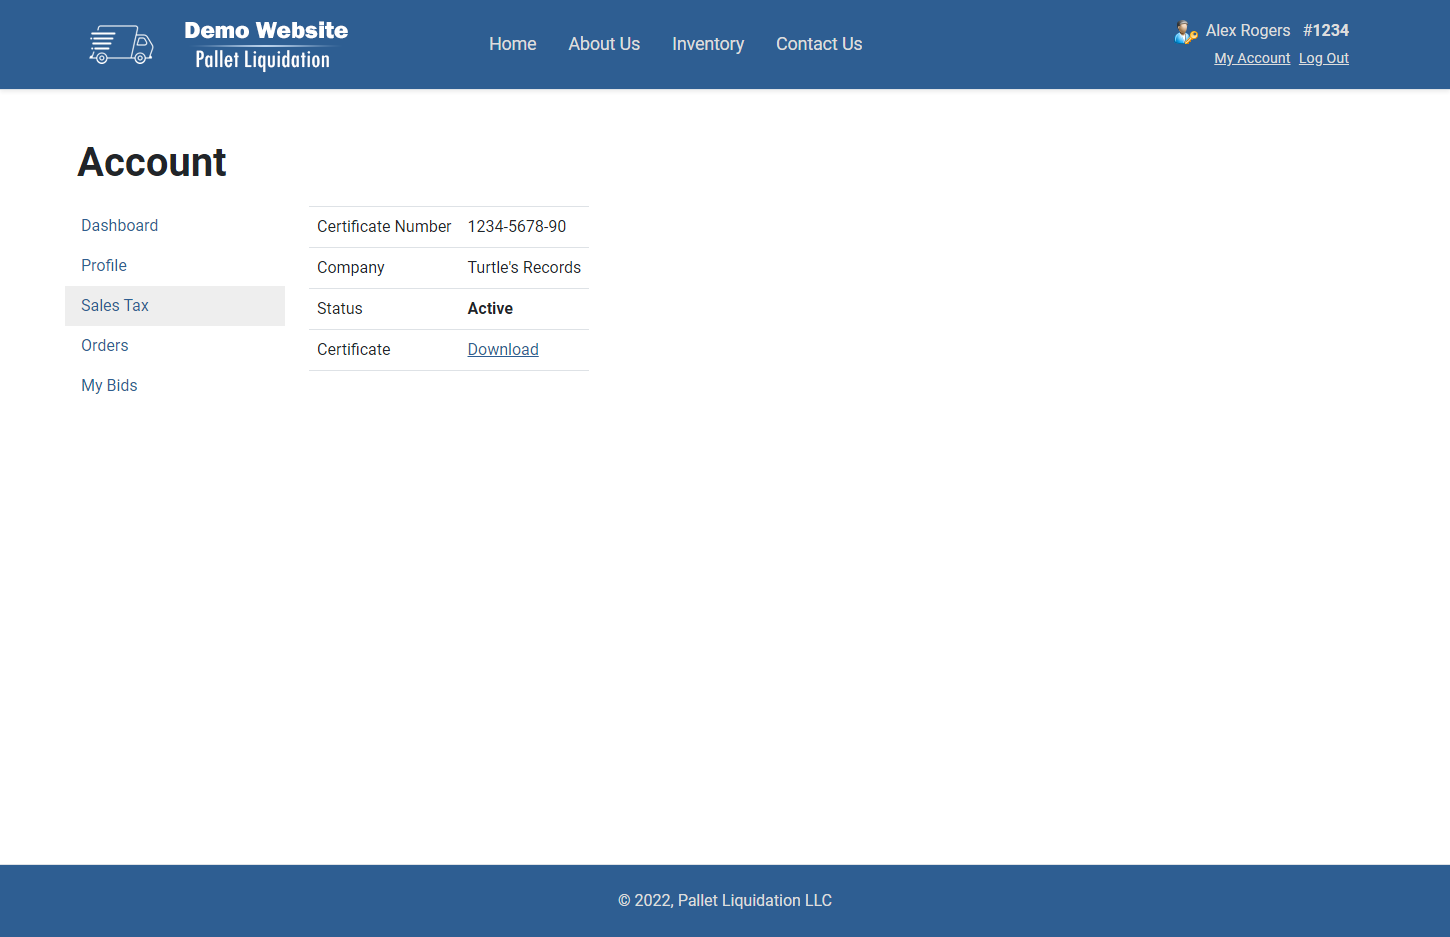 Demo Website
Pallet Liquidation
Home About Us Inventory Contact Us
Alex Rogers #1234
My Account Log Out
Account
Dashboard
Profile
Sales Tax
Orders
My Bids
Certificate Number 1234-5678-90
Company Turtle's Records
Status Active
Certificate Download
© 2022, Pallet Liquidation LLC